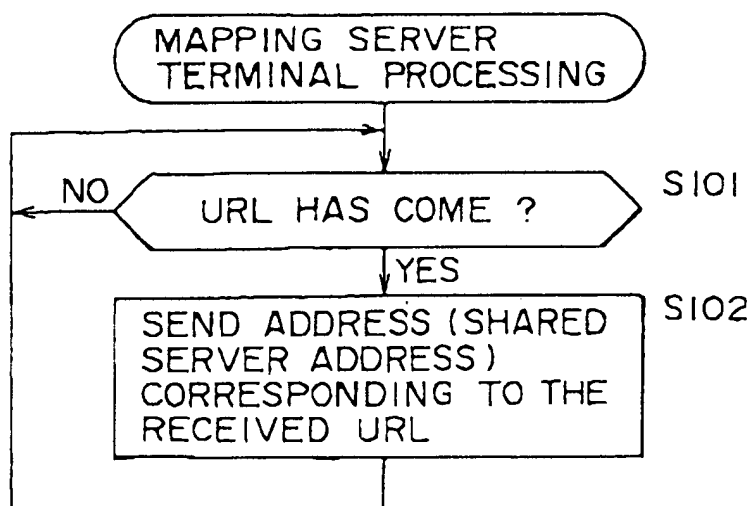 MAPPING SERVER
TERMINAL PROCESSING
NO
URL HAS COME ?
S101
YES
S102
SEND ADDRESS (SHARED
SERVER ADDRESS)
CORRESPONDING TO THE
RECEIVED URL